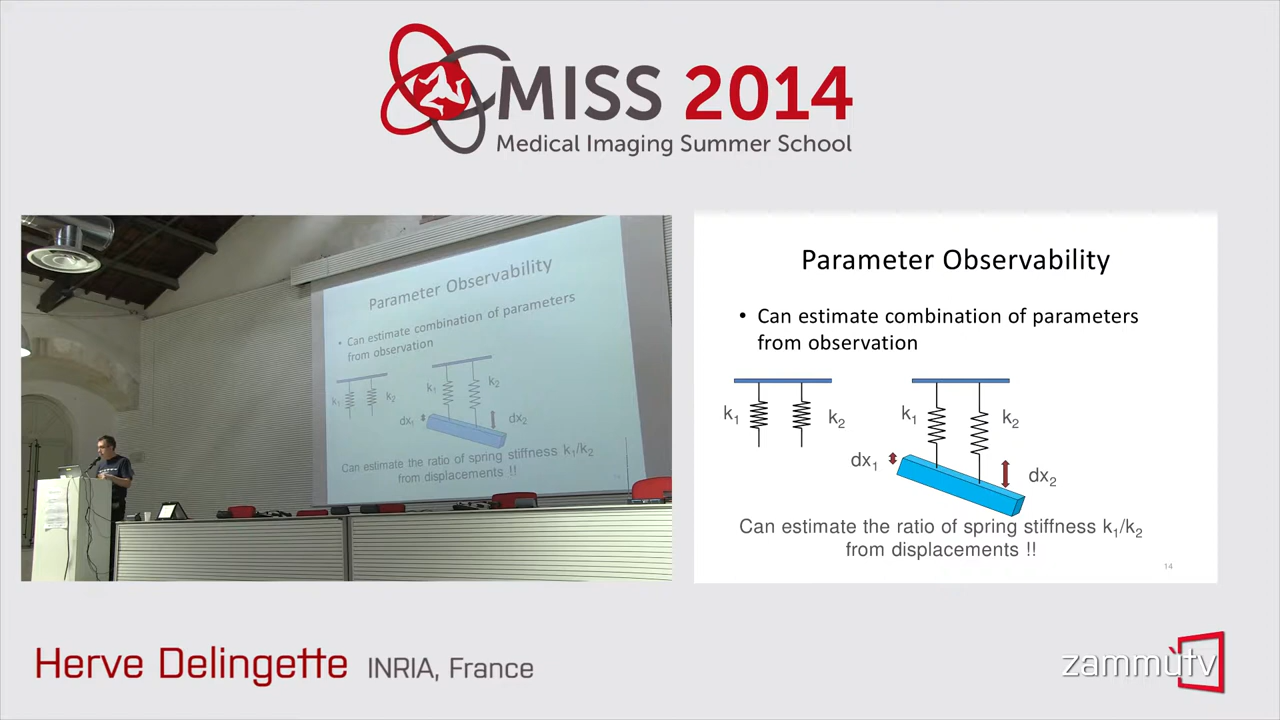 MISS 2014
Medical Imaging Summer School
Parameter Observability
• Can estimate combination of parameters
from observation
k1
k2
k1
k2
dx1
dx2
Can estimate the ratio of spring stiffness k1/k2
from displacements !!
Parameter Observability
• Can estimate combination of parameters
from observation
k1
k2
k1
k2
dx1
dx2
Can estimate the ratio of spring stiffness k1/k2
from displacements !!
14
Herve Delingette INRIA, France
zammùtv